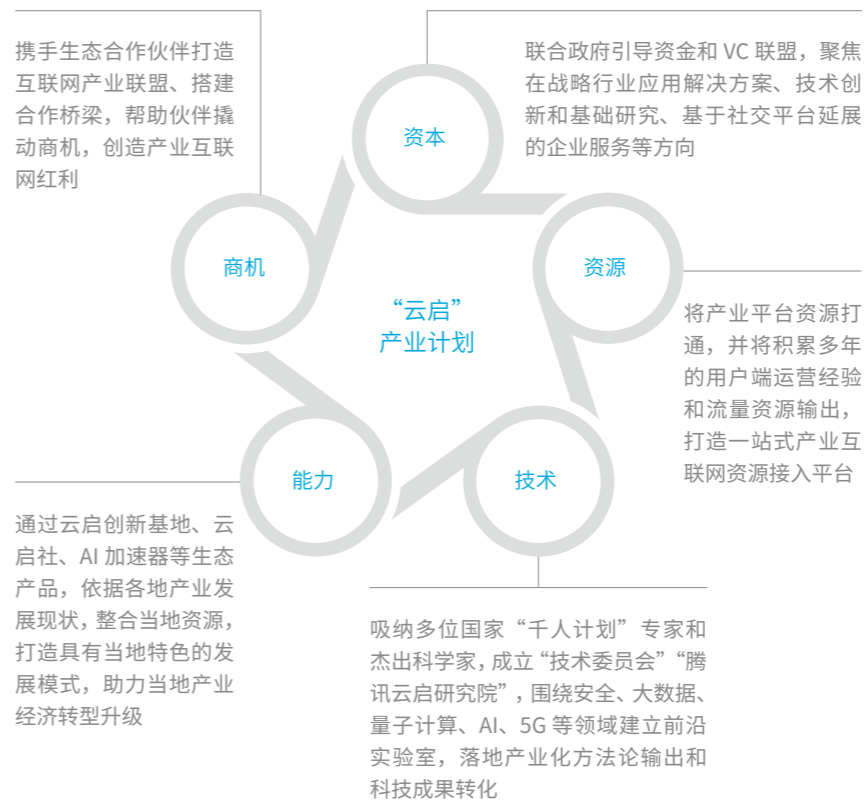 携手生态合作伙伴打造
互联网产业联盟、搭建
合作桥梁，帮助伙伴撬
动商机，创造产业互联
网红利
联合政府引导资金和 VC 联盟，聚焦
在战略行业应用解决方案、技术创
新和基础研究、基于社交平台延展
的企业服务等方向
资本
商机
资源
“云启”
产业计划
将产业平台资源打
通，并将积累多年
的用户端运营经验
和流量资源输出，
打造一站式产业互
联网资源接入平台
能力
技术
通过云启创新基地、云
启社、AI 加速器等生态
产品，依据各地产业发
展现状，整合当地资源，
打造具有当地特色的发
展模式，助力当地产业
经济转型升级
吸纳多位国家“千人计划”专家和
杰出科学家，成立“技术委员会”“腾
讯云启研究院”，围绕安全、大数据、
量子计算、AI、5G 等领域建立前沿
实验室，落地产业化方法论输出和
科技成果转化